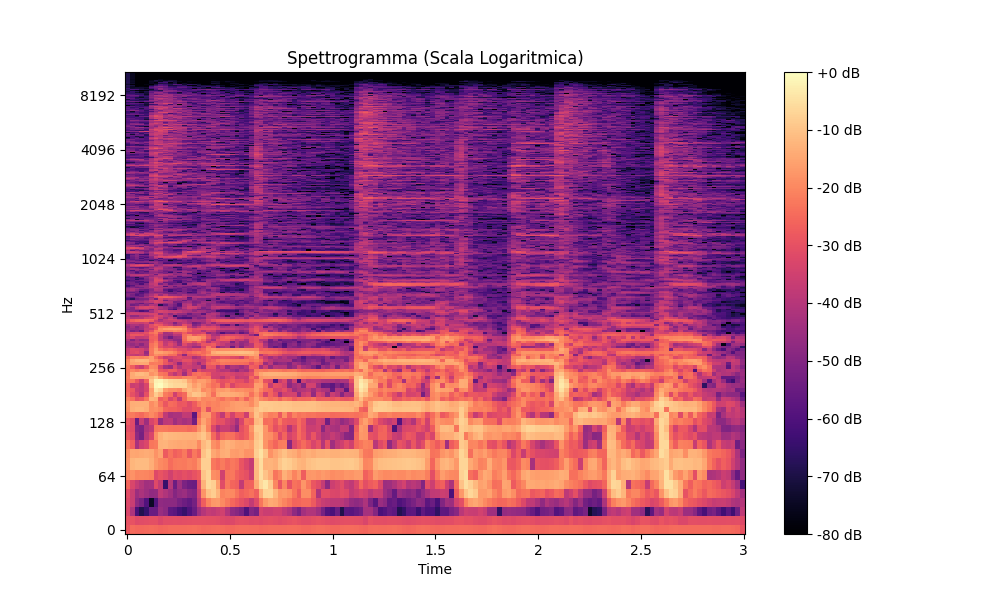 Spettrogramma (Scala Logaritmica)
Hz
8192
4096
2048
1024
512
256
128
64
0
0 0.5 1 1.5 2 2.5 3
Time
+0 dB
-10 dB
-20 dB
-30 dB
-40 dB
-50 dB
-60 dB
-70 dB
-80 dB